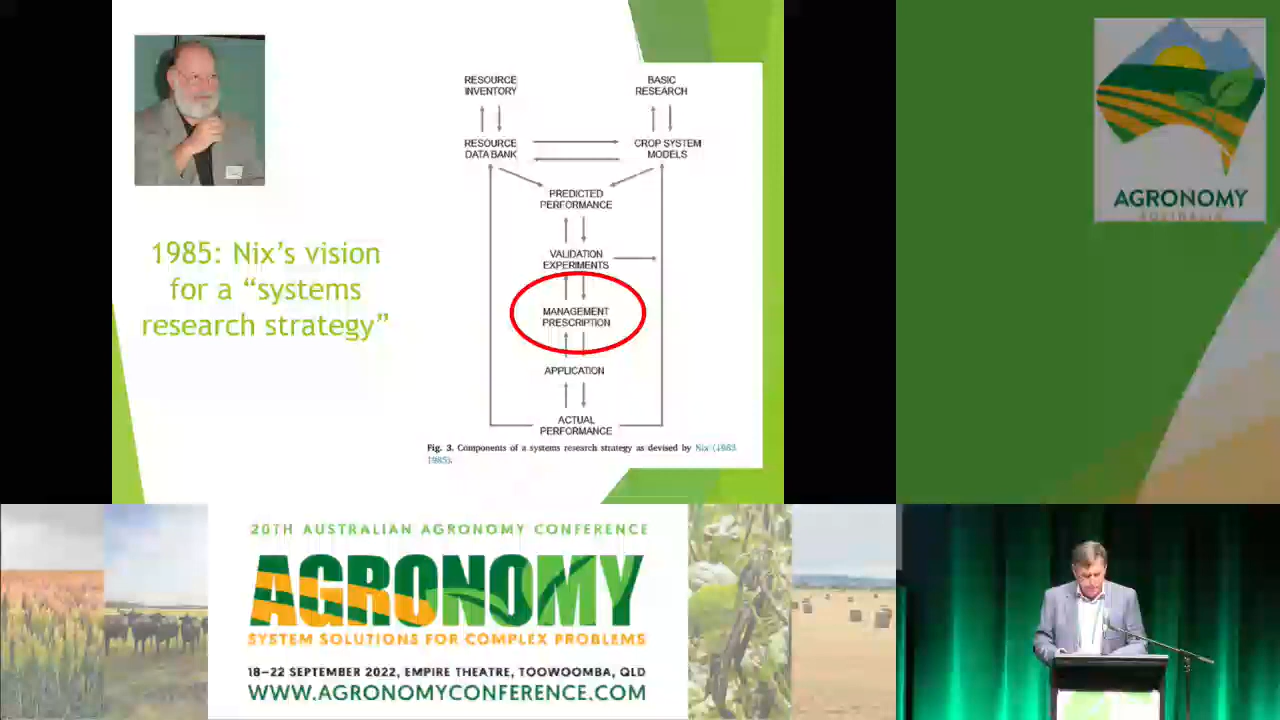 1985: Nix's vision
for a “systems
research strategy”
RESOURCE
INVENTORY
BASIC
RESEARCH
RESOURCE
DATA BANK
CROP SYSTEM
MODELS
PREDICTED
PERFORMANCE
VALIDATION
EXPERIMENTS
MANAGEMENT
PRESCRIPTION
APPLICATION
ACTUAL
PERFORMANCE
Fig. 3. Components of a systems research strategy as devised by Nix (1983
1985).
AGRONOMY
AUSTRALIA
20TH AUSTRALIAN AGRONOMY CONFERENCE
AGRONOMY
SYSTEM SOLUTIONS FOR COMPLEX PROBLEMS
18–22 SEPTEMBER 2022, EMPIRE THEATRE, TOOWOOMBA, QLD
WWW.AGRONOMYCONFERENCE.COM